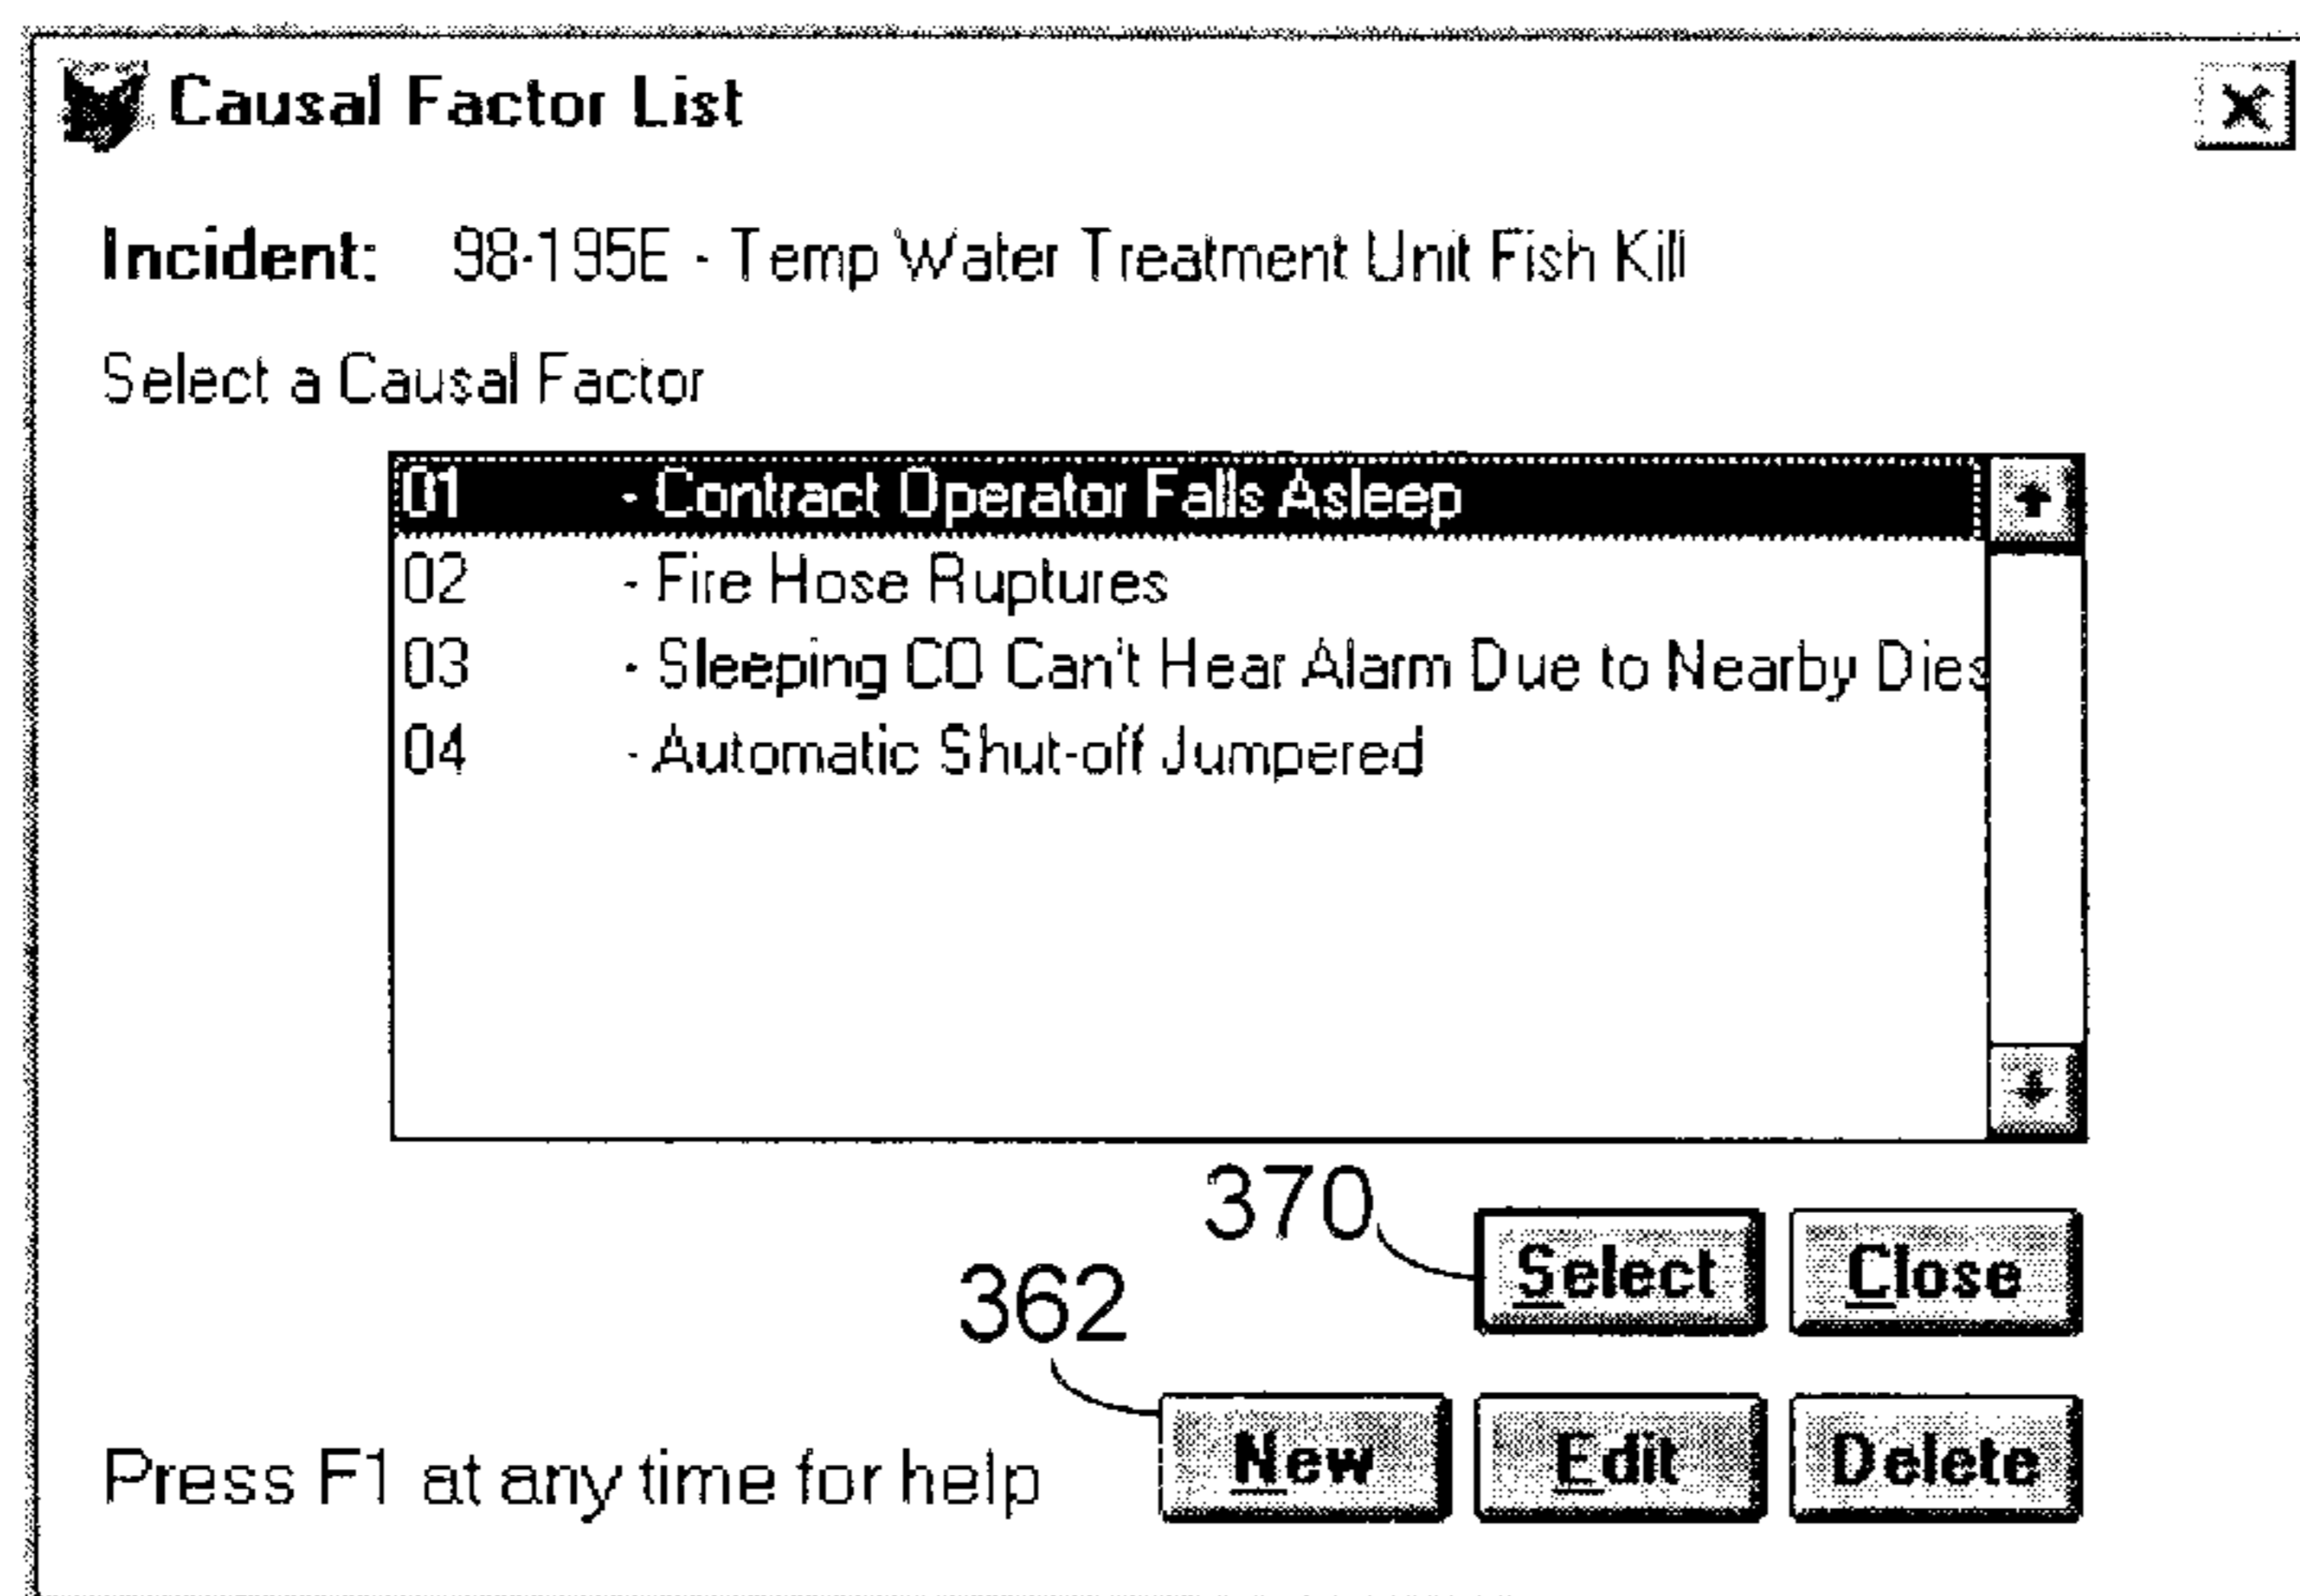 Causal Factor List
Incident: 98-195E - Temp Water Treatment Unit Fish Kill
Select a Causal Factor
01 - Contract Operator Falls Asleep
02 - Fire Hose Ruptures
03 - Sleeping CO Can't Hear Alarm Due to Nearby Dies
04 - Automatic Shut-off Jumpered
370
Select Close
362
Press F1 at any time for help New Edit Delete